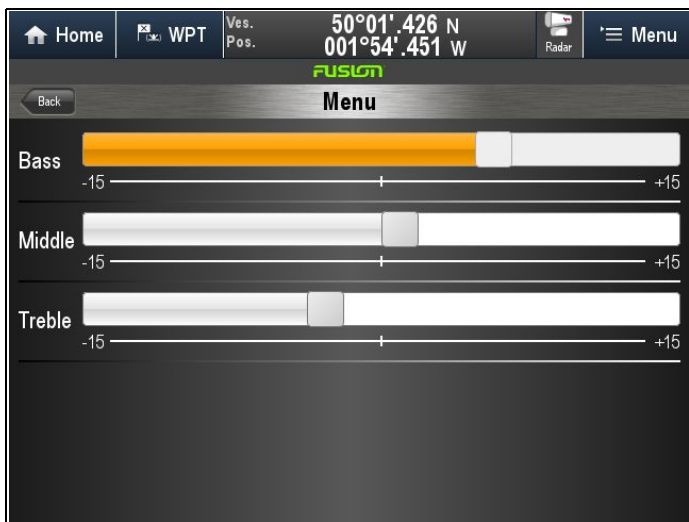 Home
WPT
Ves. Pos.
50°01'.426 N
001°54'.451 W
Radar
Menu
FUSION
Back
Menu
Bass
-15 +15
Middle
-15 +15
Treble
-15 +15